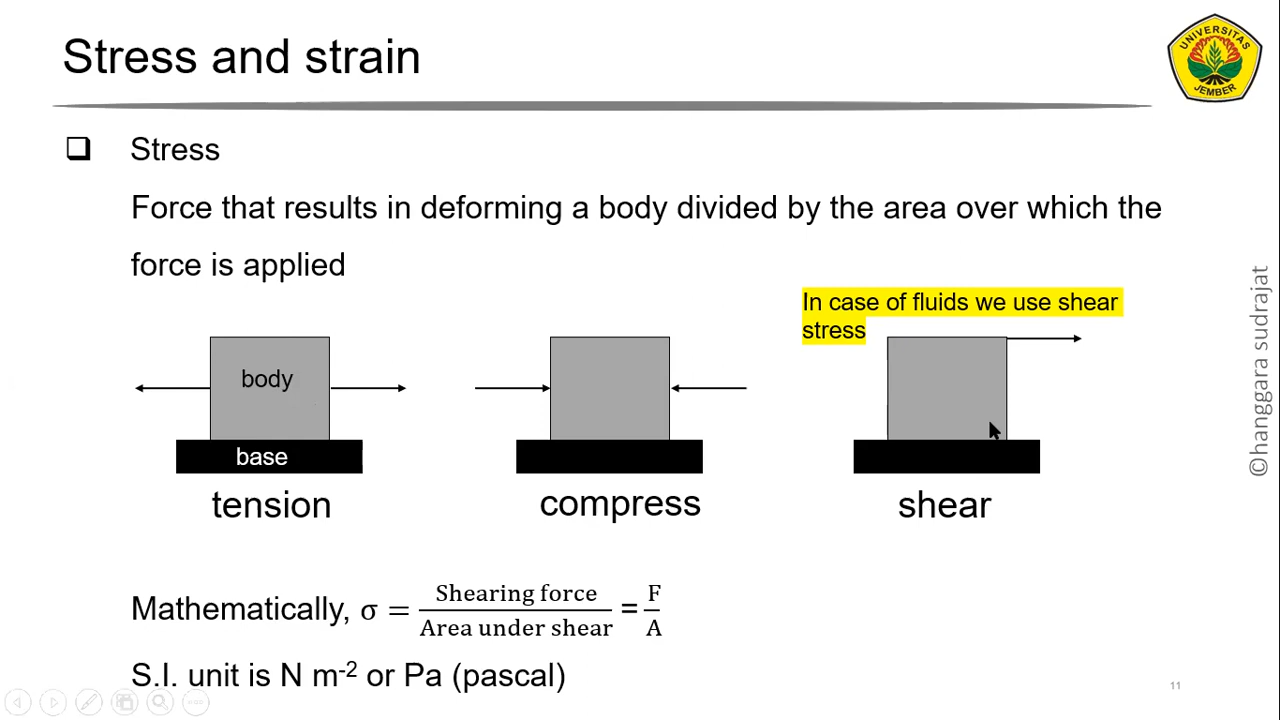 Stress and strain
UNIVERSITAS
JEMBER
❑ Stress
Force that results in deforming a body divided by the area over which the
force is applied
In case of fluids we use shear
stress
body
base
tension
compress
shear
Mathematically, σ = Shearing force / Area under shear = F / A
S.I. unit is N m⁻² or Pa (pascal)
11
©hanggara sudrajat